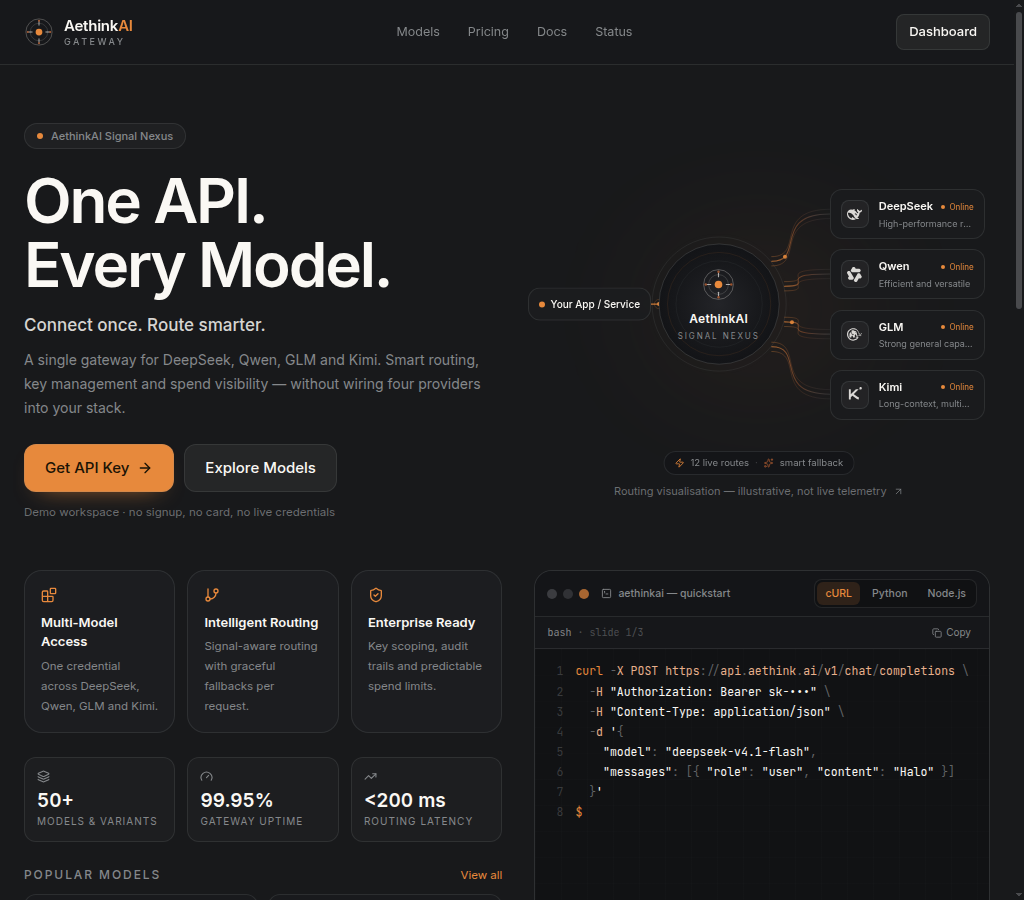 AethinkAI
GATEWAY
Models
Pricing
Docs
Status
Dashboard
AethinkAI Signal Nexus
One API.
Every Model.
Connect once. Route smarter.
A single gateway for DeepSeek, Qwen, GLM and Kimi. Smart routing,
key management and spend visibility — without wiring four providers
into your stack.
Get API Key →
Explore Models
Demo workspace · no signup, no card, no live credentials
Your App / Service
AethinkAI
SIGNAL NEXUS
DeepSeek
Online
High-performance r...
Qwen
Online
Efficient and versatile
GLM
Online
Strong general capa...
Kimi
Online
Long-context, multi...
12 live routes · smart fallback
Routing visualisation — illustrative, not live telemetry
Multi-Model
Access
One credential
across DeepSeek,
Qwen, GLM and Kimi.
Intelligent Routing
Signal-aware routing
with graceful
fallbacks per
request.
Enterprise Ready
Key scoping, audit
trails and predictable
spend limits.
50+
MODELS & VARIANTS
99.95%
GATEWAY UPTIME
<200 ms
ROUTING LATENCY
POPULAR MODELS
View all
aethinkai — quickstart
cURL
Python
Node.js
bash · slide 1/3
Copy
1 curl -X POST https://api.aethink.ai/v1/chat/completions \
2 -H "Authorization: Bearer sk-•••" \
3 -H "Content-Type: application/json" \
4 -d '{
5 "model": "deepseek-v4.1-flash",
6 "messages": [{ "role": "user", "content": "Halo" }]
7 }'
8 $